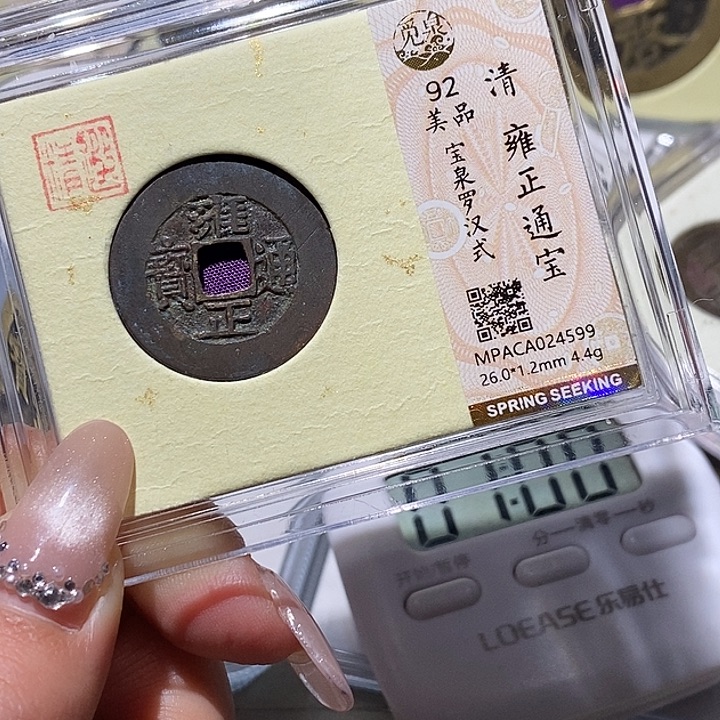 觅泉
清 雍正通宝
92
美品 宝泉罗汉式
MPACA024599
26.0*1.2mm 4.4g
SPRING SEEKING
雍正通寶
01:00
开始/暂停
分—清零—秒
LOEASE乐易仕